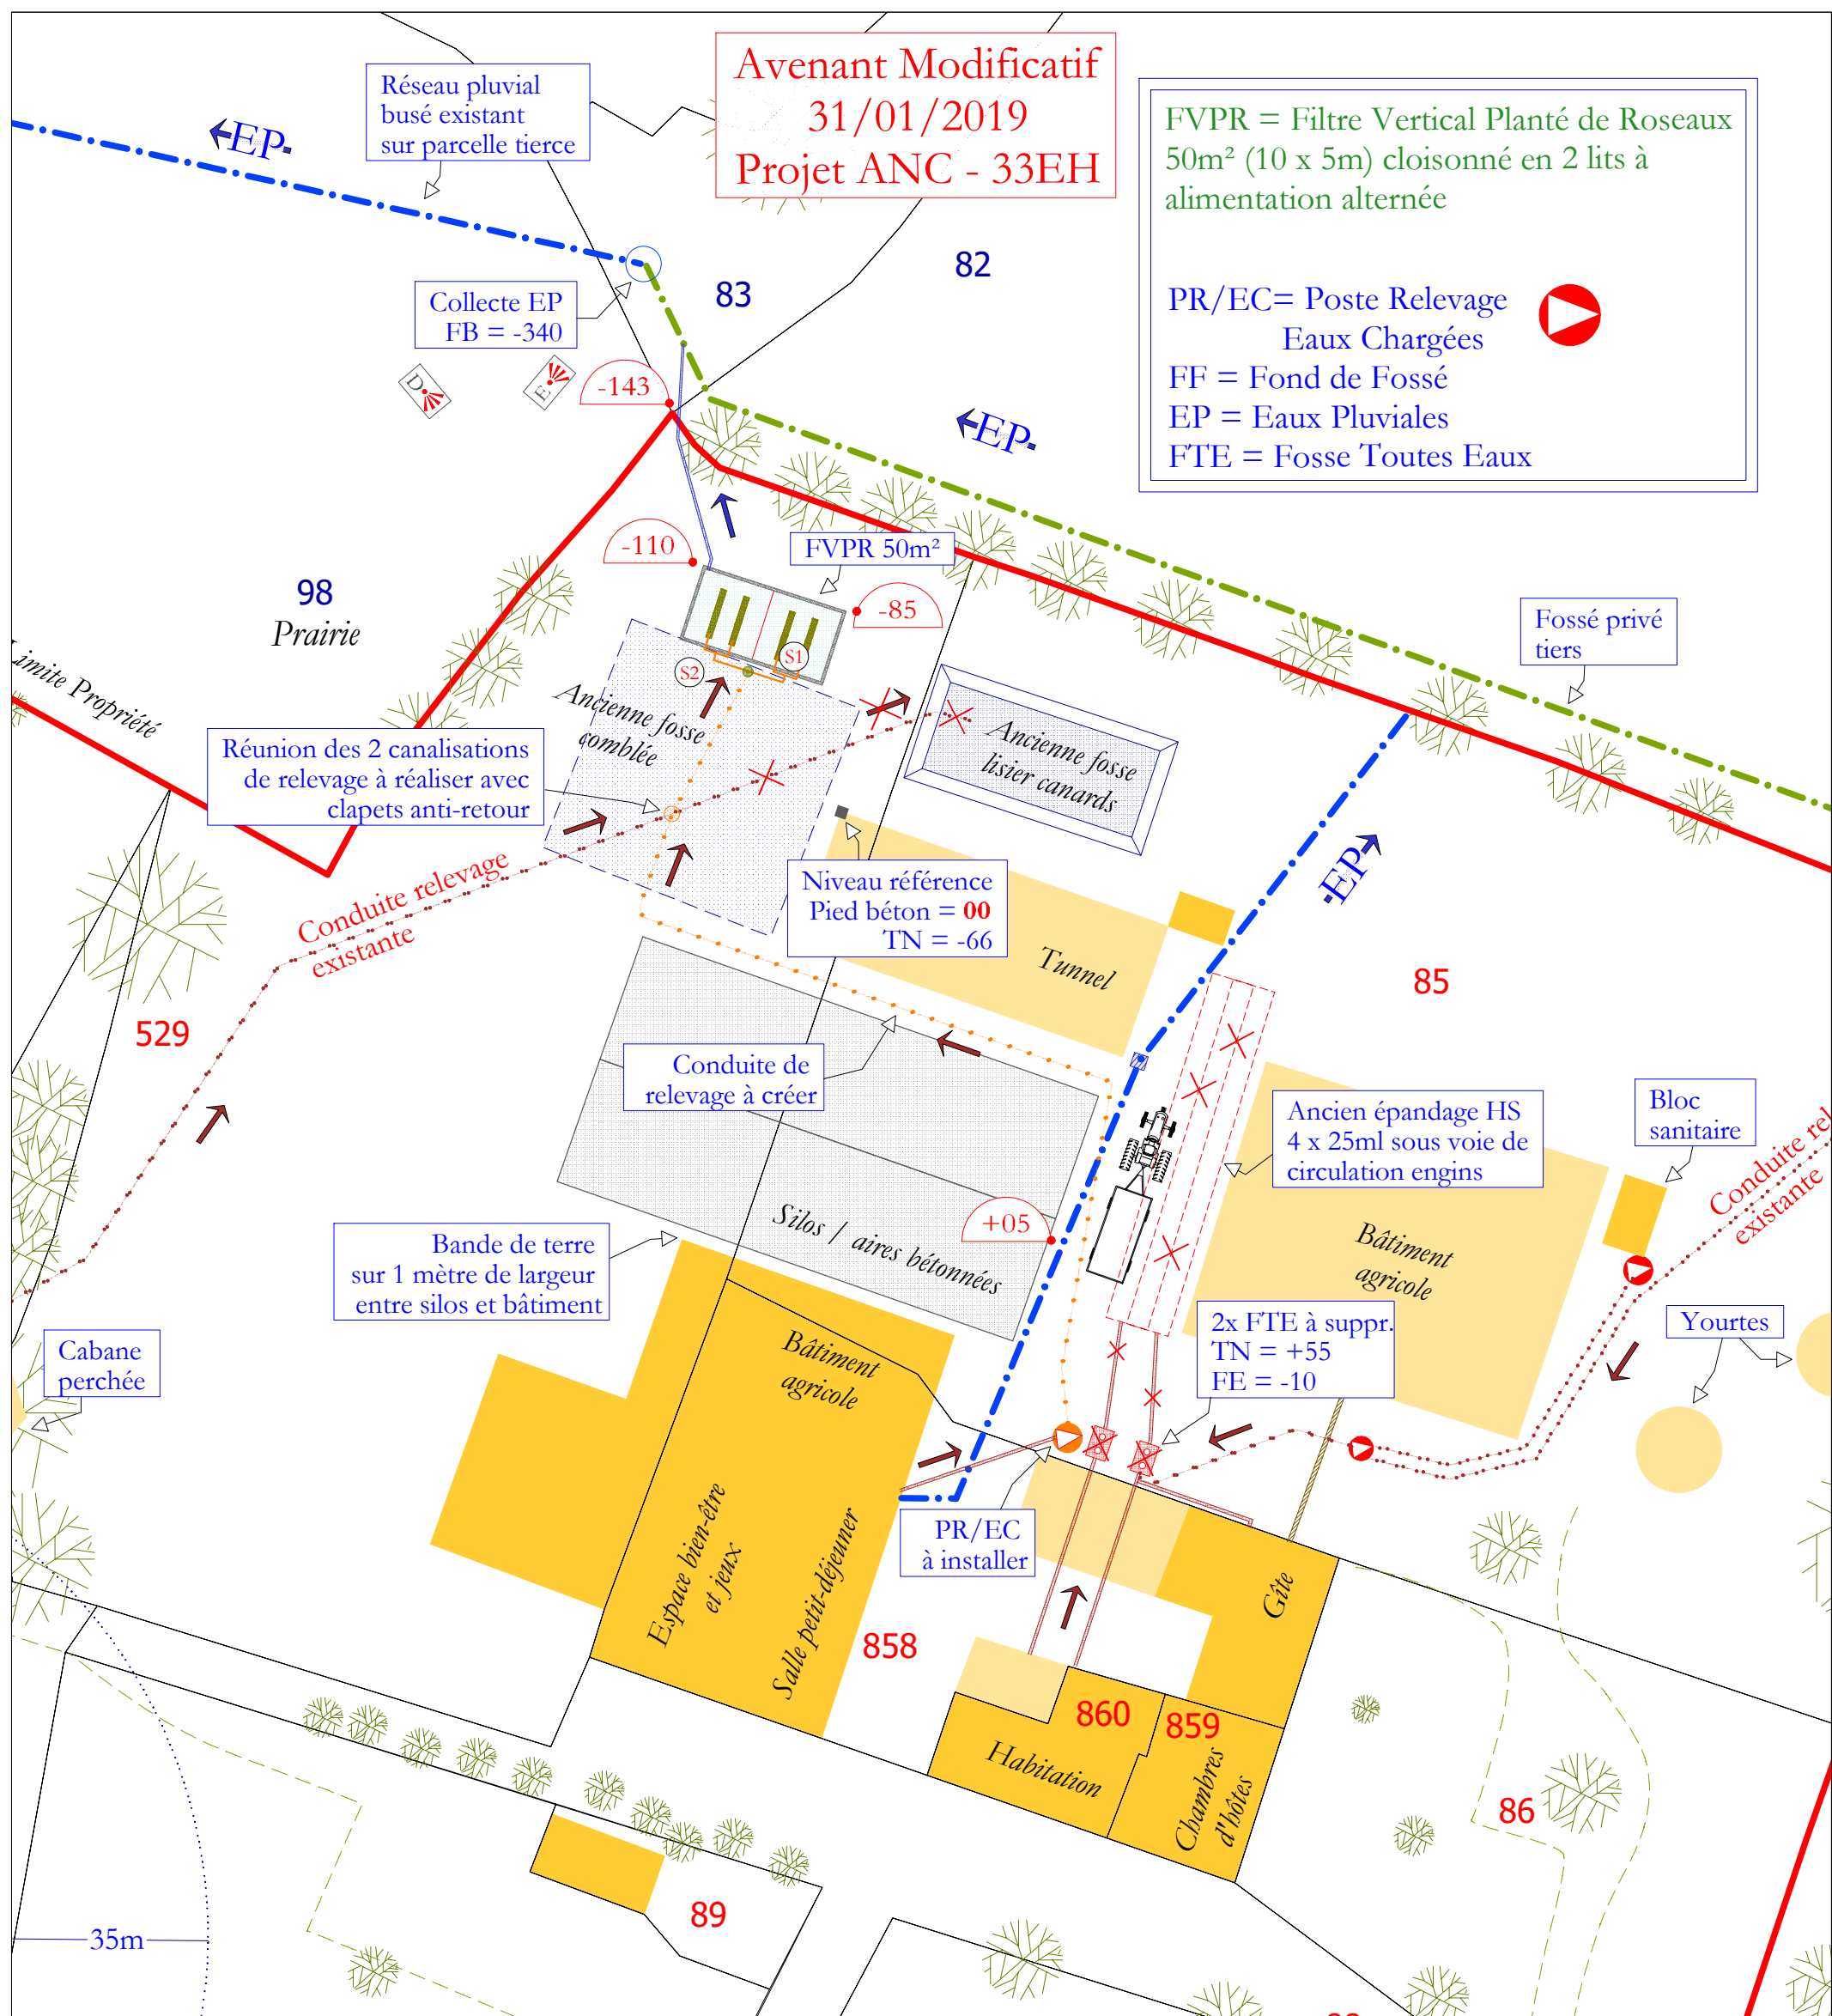 Avenant Modificatif
31/01/2019
Projet ANC - 33EH
Réseau pluvial
busé existant
sur parcelle tierce
EP
FVPR = Filtre Vertical Planté de Roseaux
50m² (10 x 5m) cloisonné en 2 lits à
alimentation alternée
PR/EC= Poste Relevage
Eaux Chargées
FF = Fond de Fossé
EP = Eaux Pluviales
FTE = Fosse Toutes Eaux
82
83
Collecte EP
FB = -340
D
E
-143
EP
-110
FVPR 50m²
-85
98
Prairie
Fossé privé
tiers
Limite Propriété
S1
S2
Ancienne fosse
comblée
Ancienne fosse
lisier canards
Réunion des 2 canalisations
de relevage à réaliser avec
clapets anti-retour
EP
Conduite relevage
existante
Niveau référence
Pied béton = 00
TN = -66
Tunnel
85
529
Conduite de
relevage à créer
Ancien épandage HS
4 x 25ml sous voie de
circulation engins
Bloc
sanitaire
Conduite rel
existante
Silos / aires bétonnées
+05
Bâtiment
agricole
Bande de terre
sur 1 mètre de largeur
entre silos et bâtiment
2x FTE à suppr.
TN = +55
FE = -10
Yourtes
Cabane
perchée
Bâtiment
agricole
PR/EC
à installer
Espace bien-être
et jeux
Salle petit-déjeuner
Gîte
858
860
859
Habitation
Chambres
d'hôtes
86
89
35m